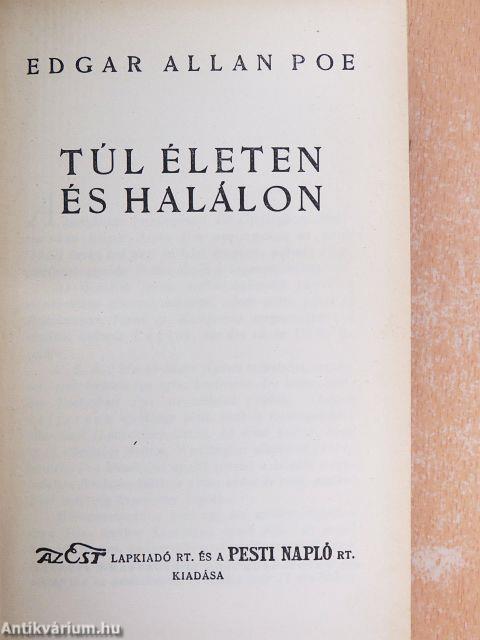 EDGAR ALLAN POE
TÚL ÉLETEN
ÉS HALÁLON
AZ EST LAPKIADÓ RT. ÉS A PESTI NAPLÓ RT.
KIADÁSA
Antikvárium.hu